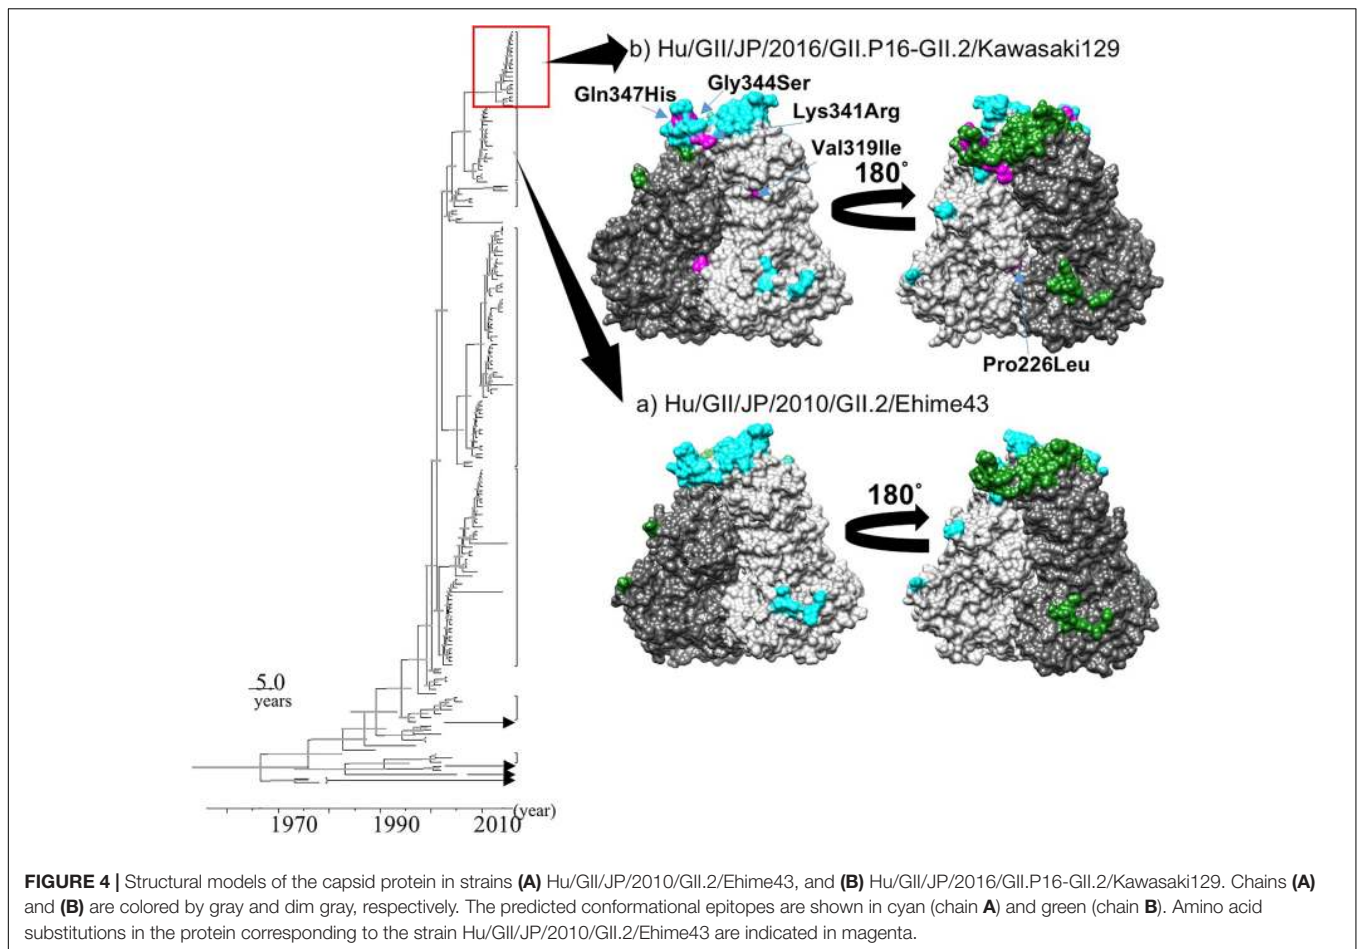 b) Hu/GII/JP/2016/GII.P16-GII.2/Kawasaki129
Gly344Ser
Gln347His
Lys341Arg
Val319Ile
180°
Pro226Leu
a) Hu/GII/JP/2010/GII.2/Ehime43
180°
5.0
years
(year)
1970 1990 2010
FIGURE 4 | Structural models of the capsid protein in strains (A) Hu/GII/JP/2010/GII.2/Ehime43, and (B) Hu/GII/JP/2016/GII.P16-GII.2/Kawasaki129. Chains (A)
and (B) are colored by gray and dim gray, respectively. The predicted conformational epitopes are shown in cyan (chain A) and green (chain B). Amino acid
substitutions in the protein corresponding to the strain Hu/GII/JP/2010/GII.2/Ehime43 are indicated in magenta.